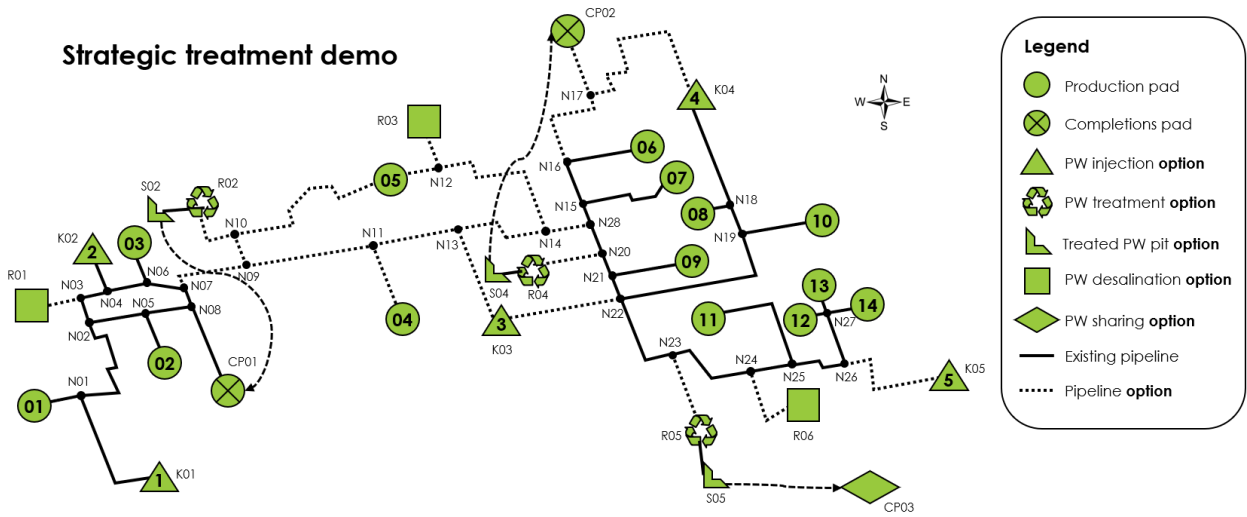 Strategic treatment demo
CP02
N17
4
K04
N
W E
S
R03
06
N16
05
N12
07
S02
R02
N15
08
N18
10
N28
K02
03
N10
N11
N13
N14
N19
2
N20
R01
N06
N09
09
N03
N07
S04
R04
N21
N04
N05
N08
N22
13
N02
04
3
K03
11
12
14
N27
02
CP01
N23
N24
N25
N26
N01
K05
01
5
R05
R06
1
K01
S05
CP03
Legend
Production pad
Completions pad
PW injection option
PW treatment option
Treated PW pit option
PW desalination option
PW sharing option
Existing pipeline
Pipeline option